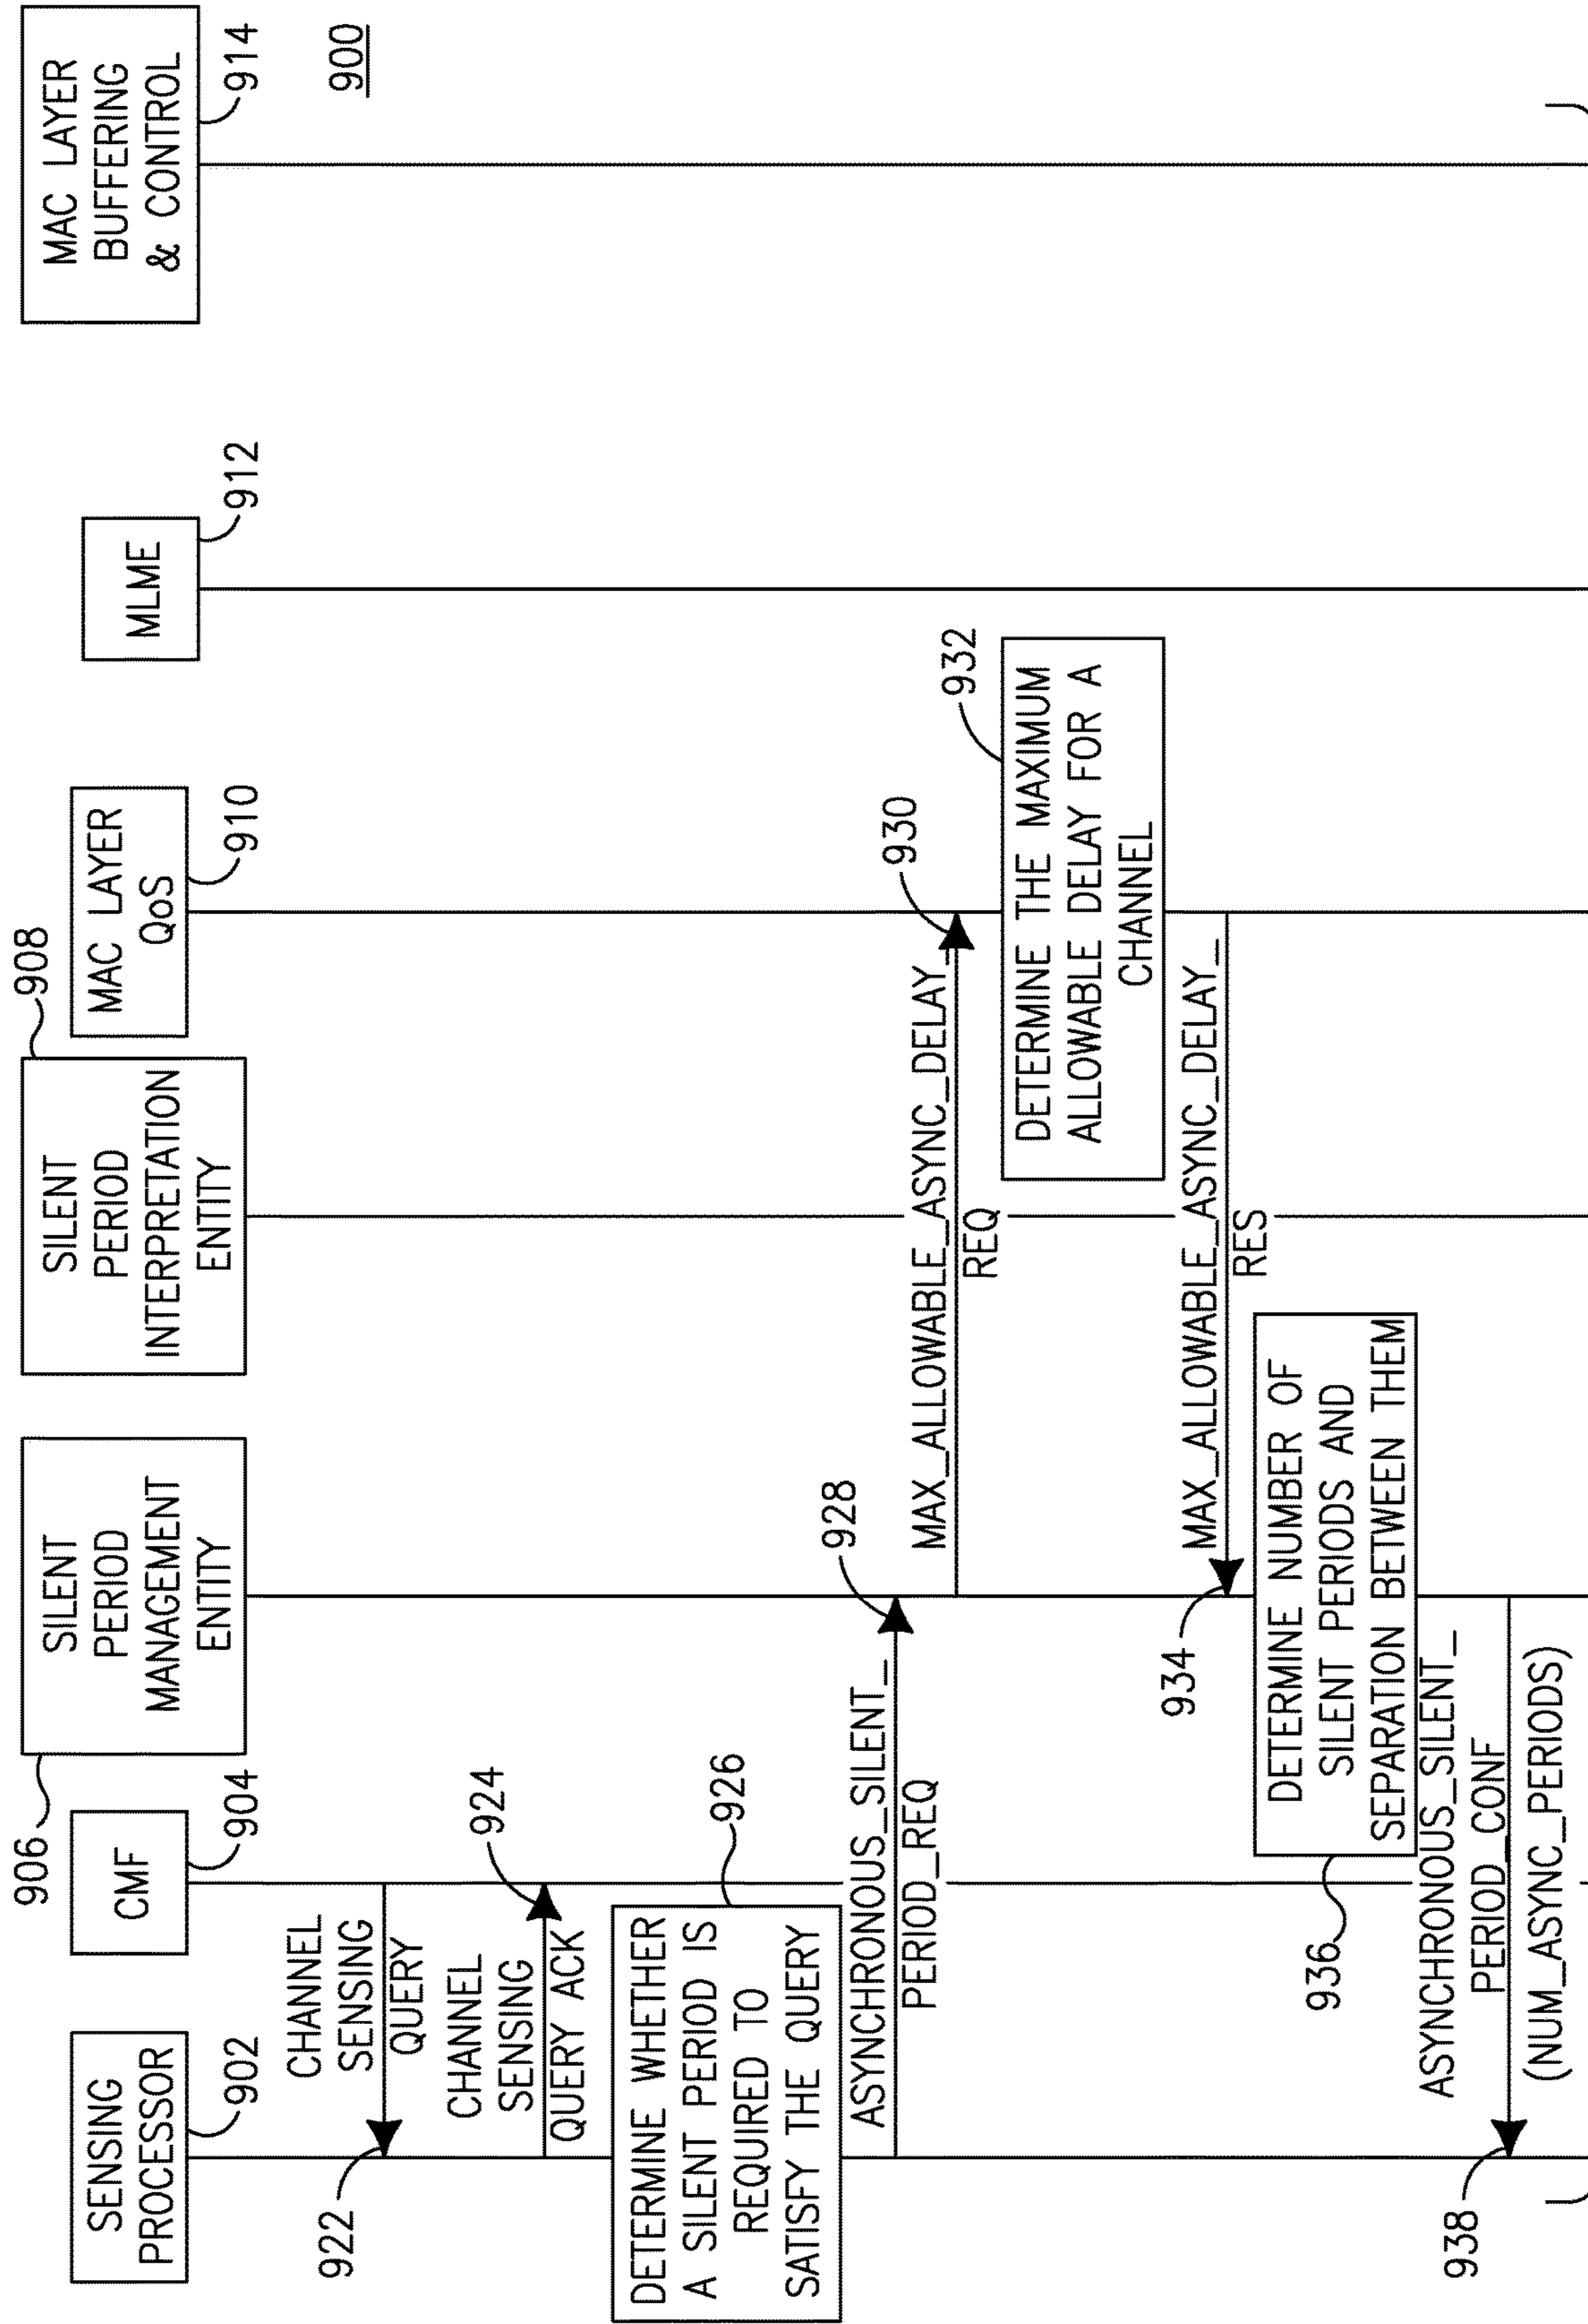 SENSING
PROCESSOR
902
CMF
904
SILENT
PERIOD
MANAGEMENT
ENTITY
906
SILENT
PERIOD
INTERPRETATION
ENTITY
908
MAC LAYER
QoS
910
MLME
912
MAC LAYER
BUFFERING
& CONTROL
914
900
CHANNEL
SENSING
QUERY
922
CHANNEL
SENSING
QUERY ACK
924
DETERMINE WHETHER
A SILENT PERIOD IS
REQUIRED TO
SATISFY THE QUERY
926
ASYNCHRONOUS_SILENT_
PERIOD_REQ
928
MAX_ALLOWABLE_ASYNC_DELAY_
REQ
930
DETERMINE THE MAXIMUM
ALLOWABLE DELAY FOR A
CHANNEL
932
MAX_ALLOWABLE_ASYNC_DELAY_
RES
934
DETERMINE NUMBER OF
SILENT PERIODS AND
SEPARATION BETWEEN THEM
936
ASYNCHRONOUS_SILENT_
PERIOD_CONF
(NUM_ASYNC_PERIODS)
938